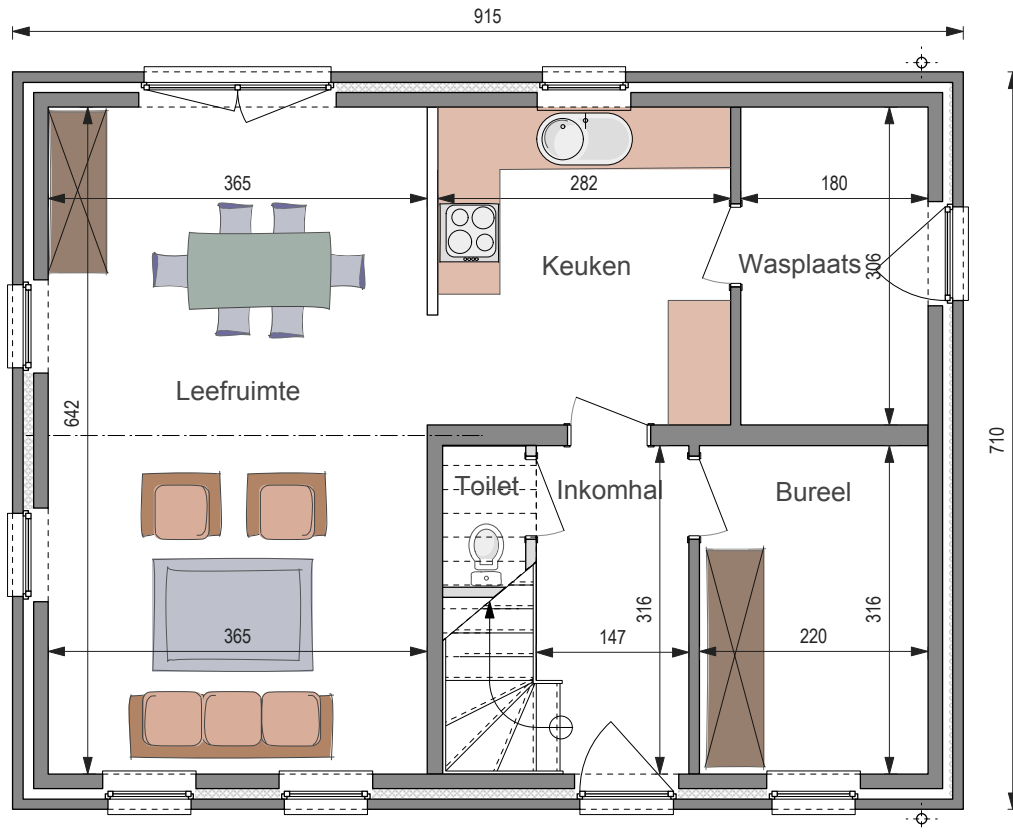 915
365
282
180
Keuken
Wasplaats
306
Leefruimte
642
710
Toilet
Inkomhal
Bureel
316
316
365
147
220